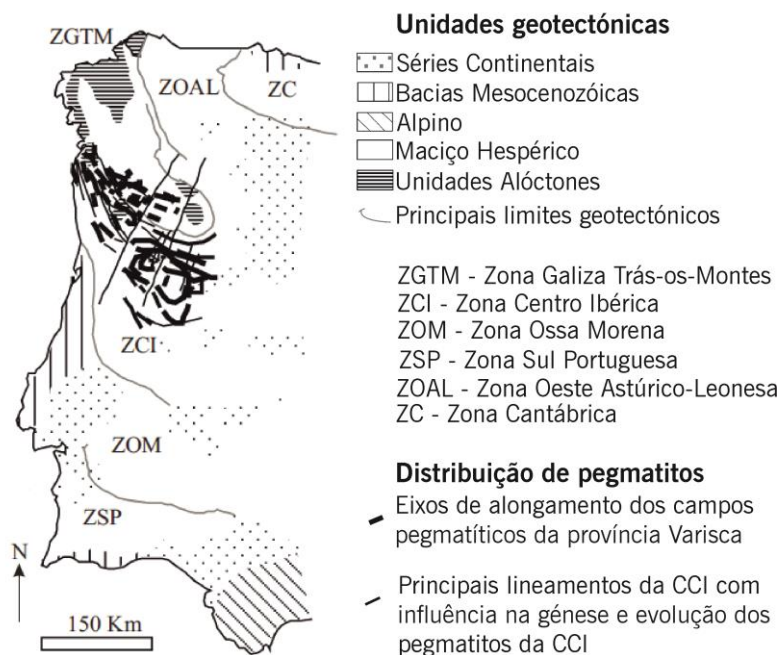 ZGTM
ZOAL
ZC
ZCI
ZOM
ZSP
N
150 Km
Unidades geotectónicas
Séries Continentais
Bacias Mesocenozóicas
Alpino
Maciço Hespérico
Unidades Alóctones
Principais limites geotectónicos
ZGTM - Zona Galiza Trás-os-Montes
ZCI - Zona Centro Ibérica
ZOM - Zona Ossa Morena
ZSP - Zona Sul Portuguesa
ZOAL - Zona Oeste Astúrico-Leonesa
ZC - Zona Cantábrica
Distribuição de pegmatitos
Eixos de alongamento dos campos
pegmatíticos da província Varisca
Principais lineamentos da CCI com
influência na génese e evolução dos
pegmatitos da CCI